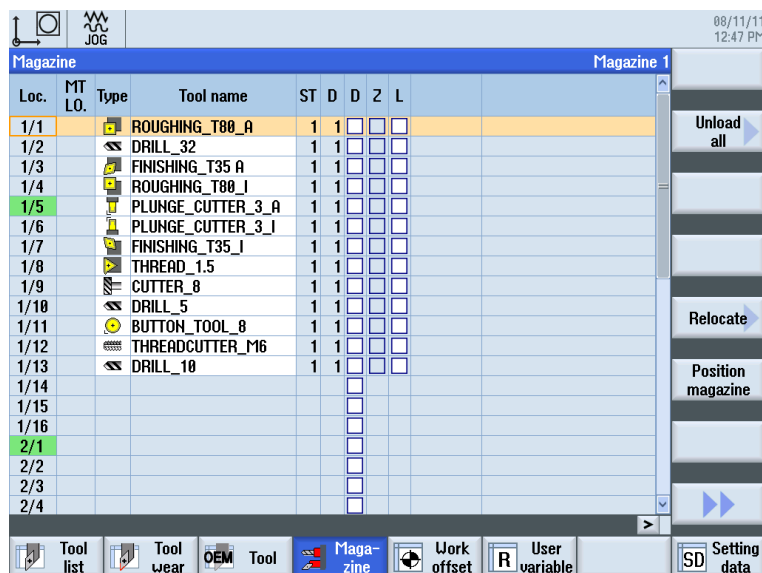 08/11/11
JOG
12:47 PM
Magazine Magazine 1
Loc. MT LO. Type Tool name ST D D Z L
1/1 ROUGHING_T80_A 1 1
1/2 DRILL_32 1 1
1/3 FINISHING_T35 A 1 1
1/4 ROUGHING_T80_I 1 1
1/5 PLUNGE_CUTTER_3_A 1 1
1/6 PLUNGE_CUTTER_3_I 1 1
1/7 FINISHING_T35_I 1 1
1/8 THREAD_1.5 1 1
1/9 CUTTER_8 1 1
1/10 DRILL_5 1 1
1/11 BUTTON_TOOL_8 1 1
1/12 THREADCUTTER_M6 1 1
1/13 DRILL_10 1 1
1/14
1/15
1/16
2/1
2/2
2/3
2/4
Unload
all
Relocate
Position
magazine
Tool
list
Tool
wear
OEM Tool
Maga-
zine
Work
offset
R User
variable
SD Setting
data